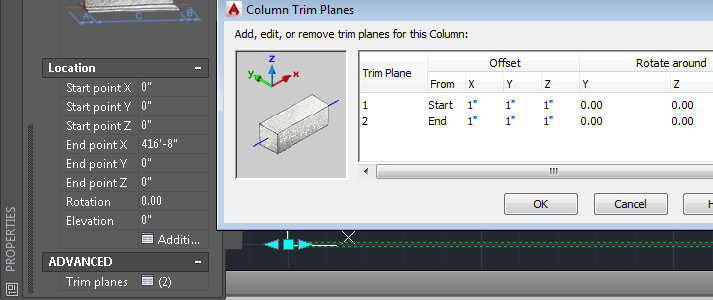 A C B
Location –
Start point X 0"
Start point Y 0"
Start point Z 0"
End point X 416'-8"
End point Y 0"
End point Z 0"
Rotation 0.00
Elevation 0"
Additi...
ADVANCED –
Trim planes (2)
PROPERTIES
Column Trim Planes
Add, edit, or remove trim planes for this Column:
z
y x
Trim Plane Offset Rotate around
From X Y Z Y Z
1 Start 1" 1" 1" 0.00 0.00
2 End 1" 1" 1" 0.00 0.00
OK Cancel H